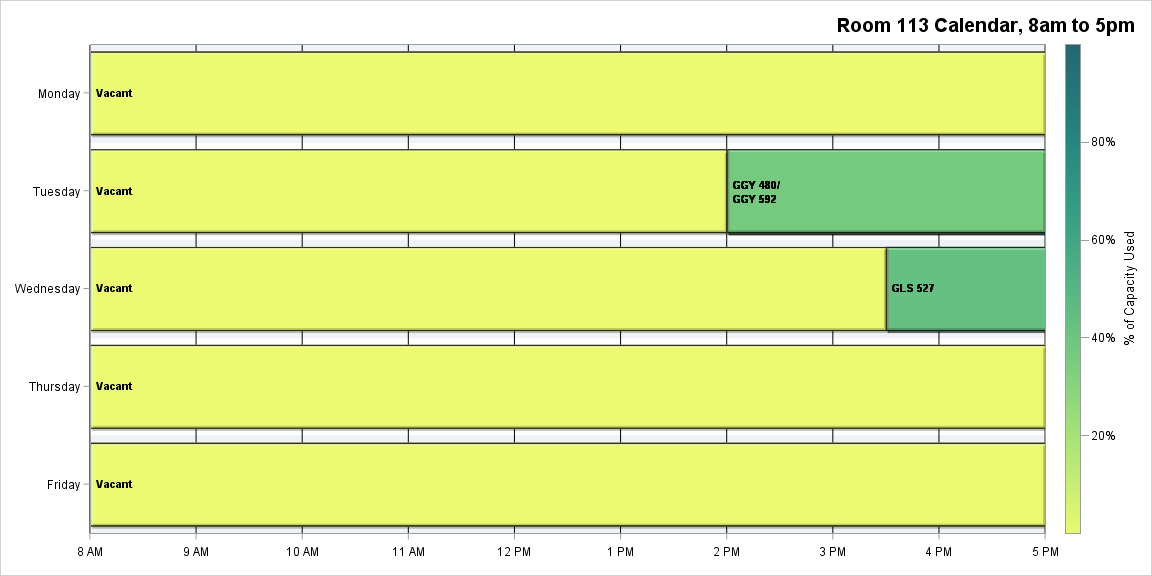 Room 113 Calendar, 8am to 5pm
Monday
Vacant
Tuesday
Vacant
GGY 480/
GGY 592
Wednesday
Vacant
GLS 527
Thursday
Vacant
Friday
Vacant
8 AM 9 AM 10 AM 11 AM 12 PM 1 PM 2 PM 3 PM 4 PM 5 PM
80%
60%
40%
20%
% of Capacity Used